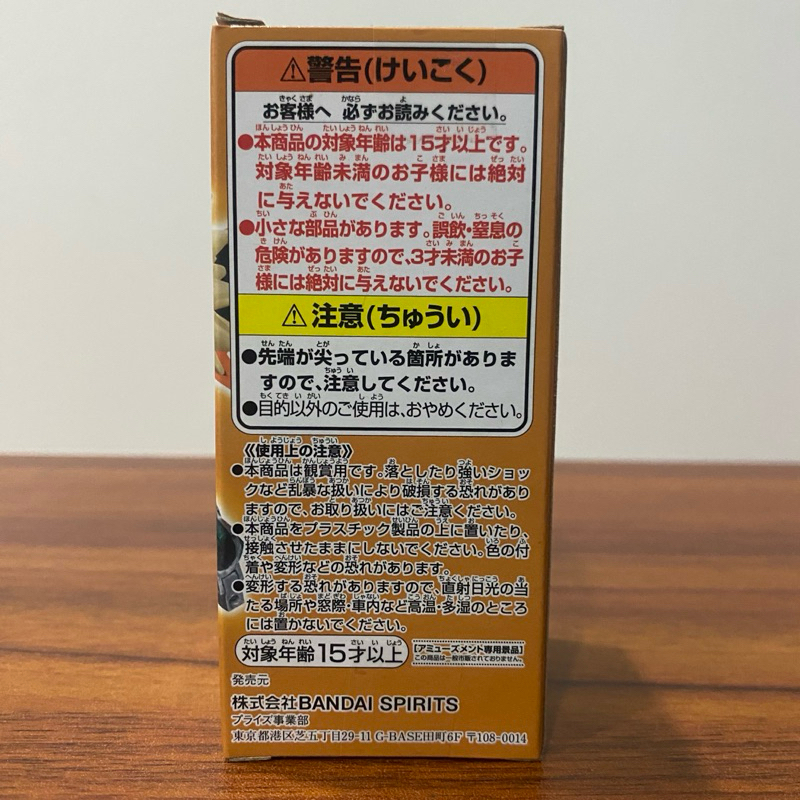 ⚠警告(けいこく)
お客様へ 必ずお読みください。
●本商品の対象年齢は15才以上です。
対象年齢未満のお子様には絶対
に与えないでください。
●小さな部品があります。誤飲・窒息の
危険がありますので、3才未満のお子
様には絶対に与えないでください。
⚠注意(ちゅうい)
●先端が尖っている箇所がありま
すので、注意してください。
●目的以外のご使用は、おやめください。
《使用上の注意》
●本商品は観賞用です。落としたり強いショッ
クなど乱暴な扱いにより破損する恐れがあり
ますので、お取り扱いにはご注意ください。
●本商品をプラスチック製品の上に置いたり、
接触させたままにしないでください。色の付
着や変形などの恐れがあります。
●変形する恐れがありますので、直射日光の当
たる場所や窓際・車内など高温・多湿のところ
には置かないでください。
対象年齢15才以上
【アミューズメント専用景品】
この商品は一般市販されておりません。
発売元
株式会社BANDAI SPIRITS
プライズ事業部
東京都港区芝五丁目29-11 G-BASE田町6F 〒108-0014